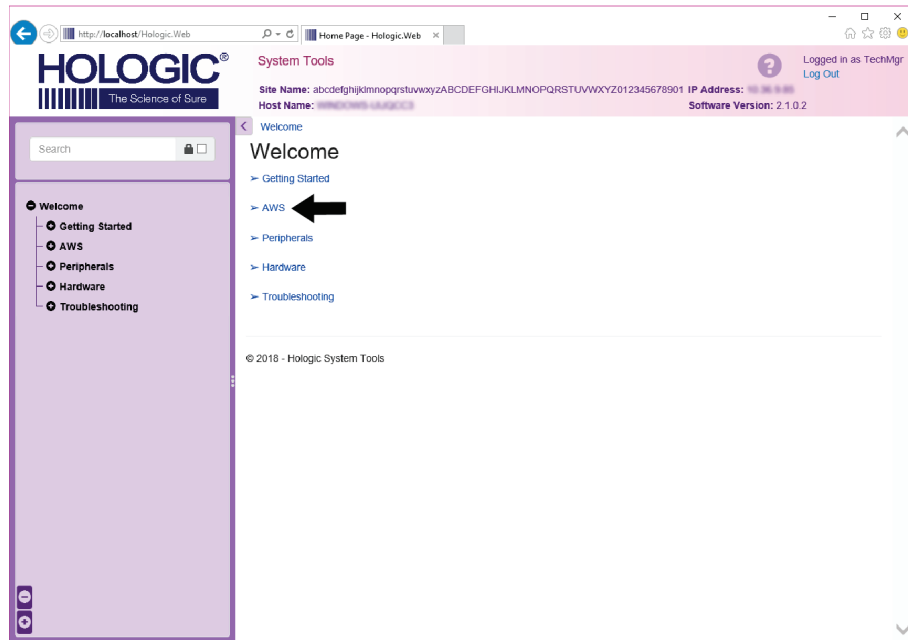 http://localhost/Hologic.Web
Home Page - Hologic.Web
HOLOGIC®
The Science of Sure
System Tools
Logged in as TechMgr
Log Out
Site Name: abcdefghijklmnopqrstuvwxyzABCDEFGHIJKLMNOPQRSTUVWXYZ012345678901 IP Address:
Host Name: Software Version: 2.1.0.2
Search
Welcome
Getting Started
AWS
Peripherals
Hardware
Troubleshooting
Welcome
Welcome
➢ Getting Started
➢ AWS
➢ Peripherals
➢ Hardware
➢ Troubleshooting
© 2018 - Hologic System Tools